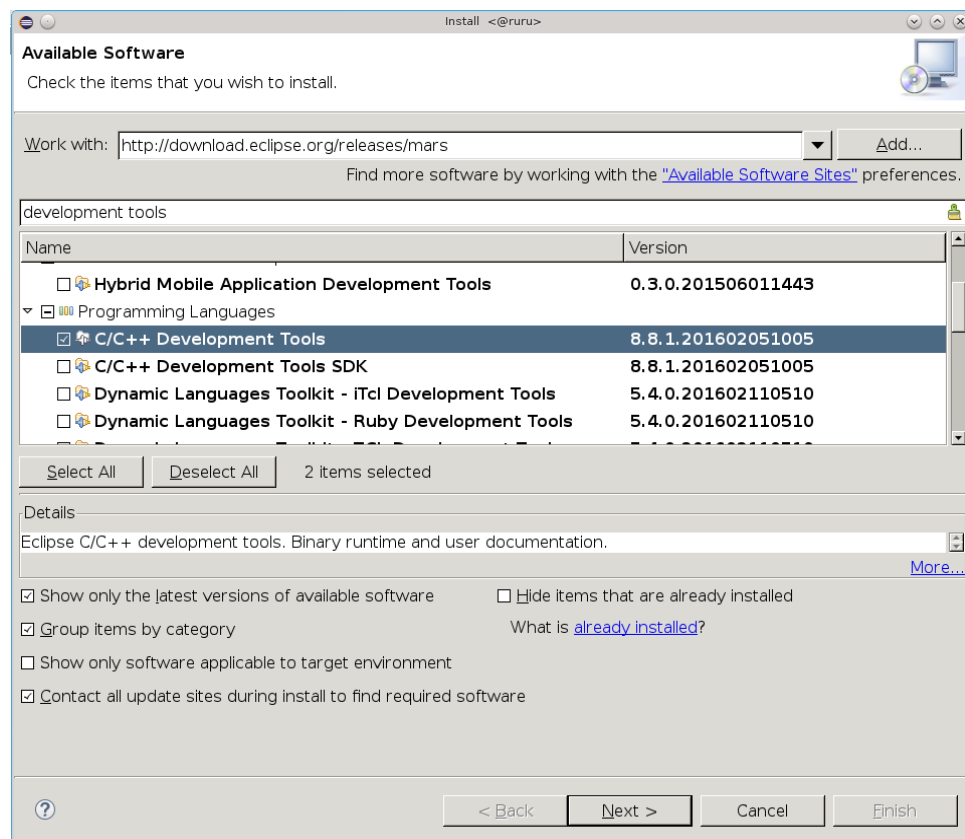 Install <@ruru>
Available Software
Check the items that you wish to install.
Work with: http://download.eclipse.org/releases/mars Add...
Find more software by working with the "Available Software Sites" preferences.
development tools
Name Version
Hybrid Mobile Application Development Tools 0.3.0.201506011443
Programming Languages
C/C++ Development Tools 8.8.1.201602051005
C/C++ Development Tools SDK 8.8.1.201602051005
Dynamic Languages Toolkit - iTcl Development Tools 5.4.0.201602110510
Dynamic Languages Toolkit - Ruby Development Tools 5.4.0.201602110510
Select All Deselect All 2 items selected
Details
Eclipse C/C++ development tools. Binary runtime and user documentation.
More...
Show only the latest versions of available software Hide items that are already installed
Group items by category What is already installed?
Show only software applicable to target environment
Contact all update sites during install to find required software
? < Back Next > Cancel Finish